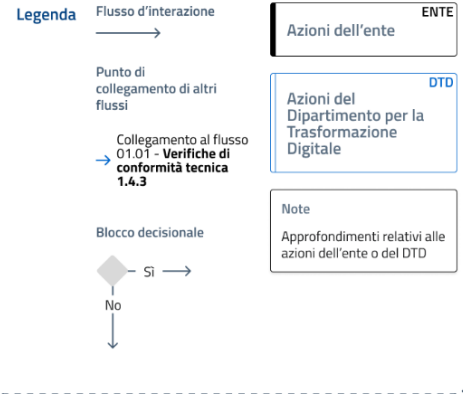 Legenda
Flusso d'interazione
Punto di
collegamento di altri
flussi
Collegamento al flusso
01.01 - Verifiche di
conformità tecnica
1.4.3
Blocco decisionale
Sì
No
ENTE
Azioni dell'ente
DTD
Azioni del
Dipartimento per la
Trasformazione
Digitale
Note
Approfondimenti relativi alle
azioni dell'ente o del DTD